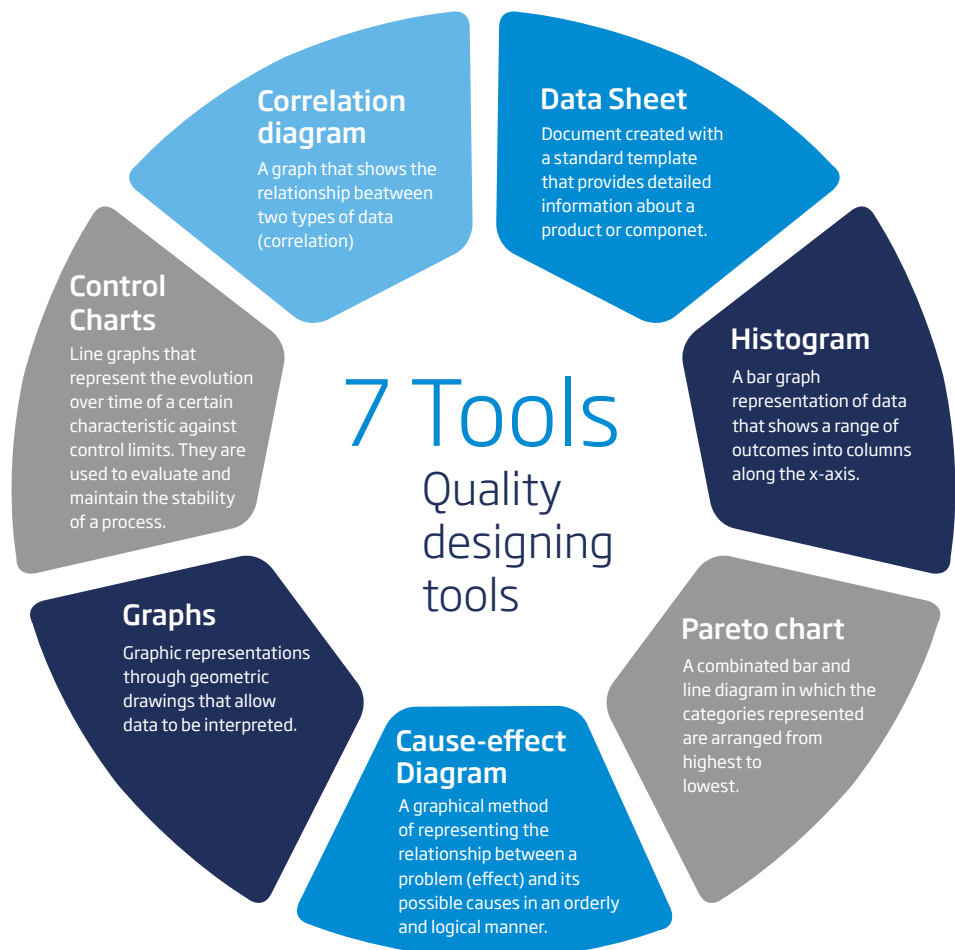 7 Tools
Quality
designing
tools
Data Sheet
Document created with
a standard template
that provides detailed
information about a
product or componet.
Histogram
A bar graph
representation of data
that shows a range of
outcomes into columns
along the x-axis.
Pareto chart
A combinated bar and
line diagram in which the
categories represented
are arranged from
highest to
lowest.
Cause-effect
Diagram
A graphical method
of representing the
relationship between a
problem (effect) and its
possible causes in an orderly
and logical manner.
Graphs
Graphic representations
through geometric
drawings that allow
data to be interpreted.
Control
Charts
Line graphs that
represent the evolution
over time of a certain
characteristic against
control limits. They are
used to evaluate and
maintain the stability
of a process.
Correlation
diagram
A graph that shows the
relationship beatween
two types of data
(correlation)